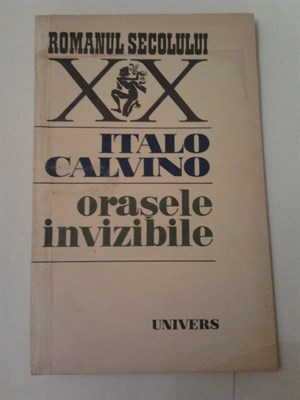 ROMANUL SECOLULUI
XX
ITALO
CALVINO
orașele
invizibile
UNIVERS